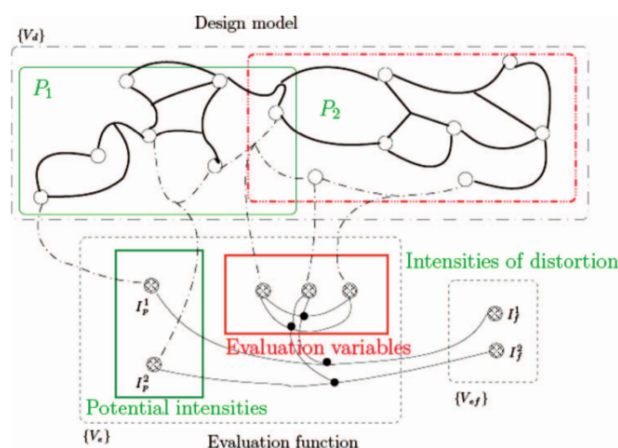 Design model
{V_d}
P_1
P_2
Intensities of distortion
I_p^1
I_f^1
I_f^2
Evaluation variables
I_p^2
Potential intensities
{V_ef}
{V_e}
Evaluation function